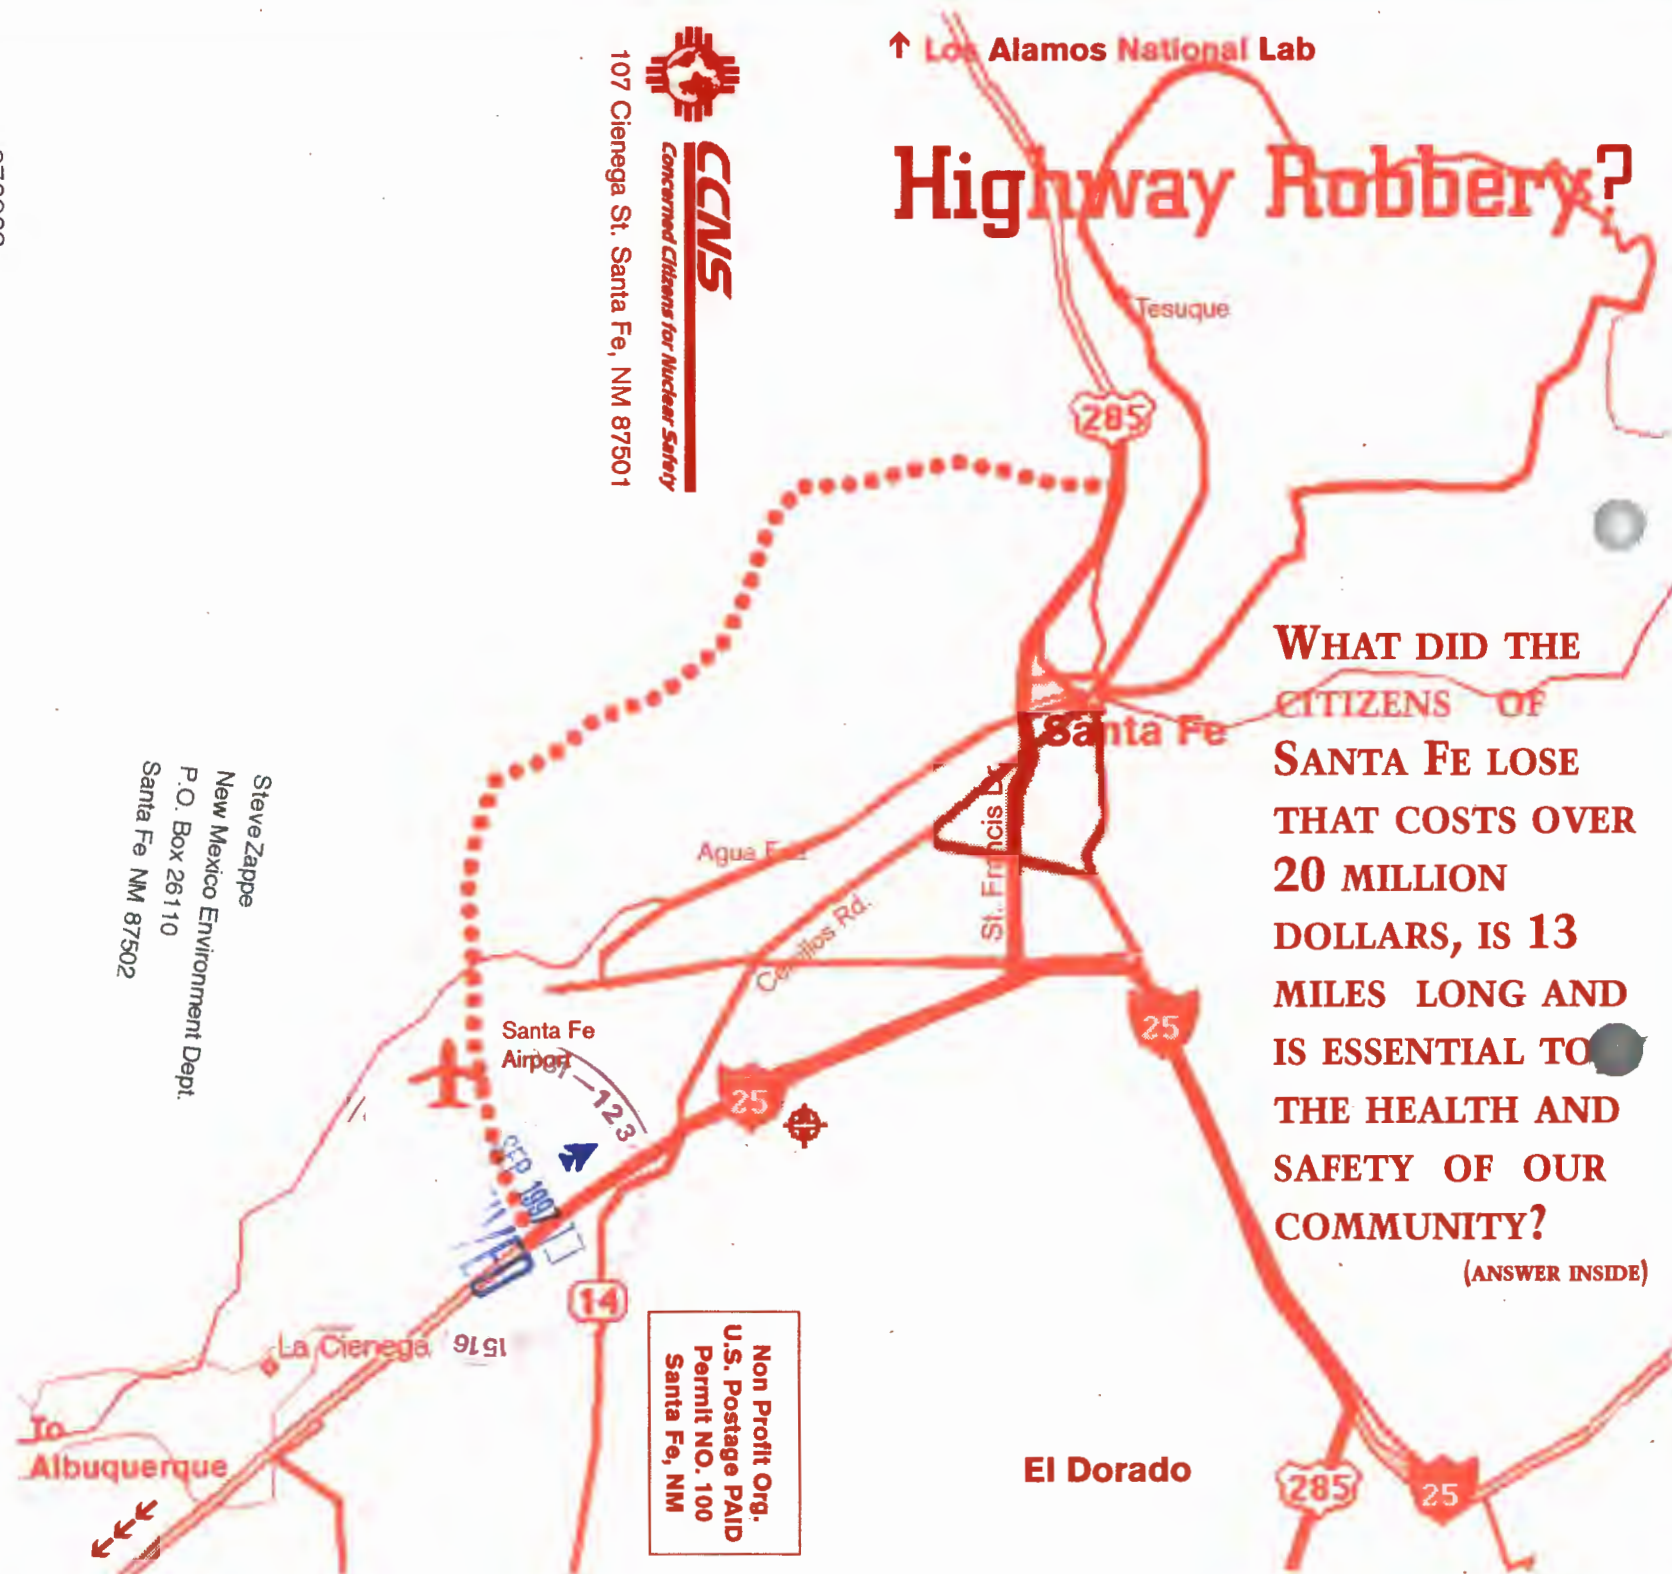 ↑ Los Alamos National Lab
Highway Robbery?
CCNS
Concerned Citizens for Nuclear Safety
107 Cienega St. Santa Fe, NM 87501
Tesuque
285
WHAT DID THE
CITIZENS OF
SANTA FE LOSE
THAT COSTS OVER
20 MILLION
DOLLARS, IS 13
MILES LONG AND
IS ESSENTIAL TO
THE HEALTH AND
SAFETY OF OUR
COMMUNITY?
(ANSWER INSIDE)
Santa Fe
St. Francis Dr.
Agua Fria
Cerrillos Rd.
Steve Zappe
New Mexico Environment Dept.
P.O. Box 26110
Santa Fe NM 87502
Santa Fe
Airport
25
25
SEP 1997
14
La Cienega
To
Albuquerque
Non Profit Org.
U.S. Postage PAID
Permit NO. 100
Santa Fe, NM
El Dorado
285
25